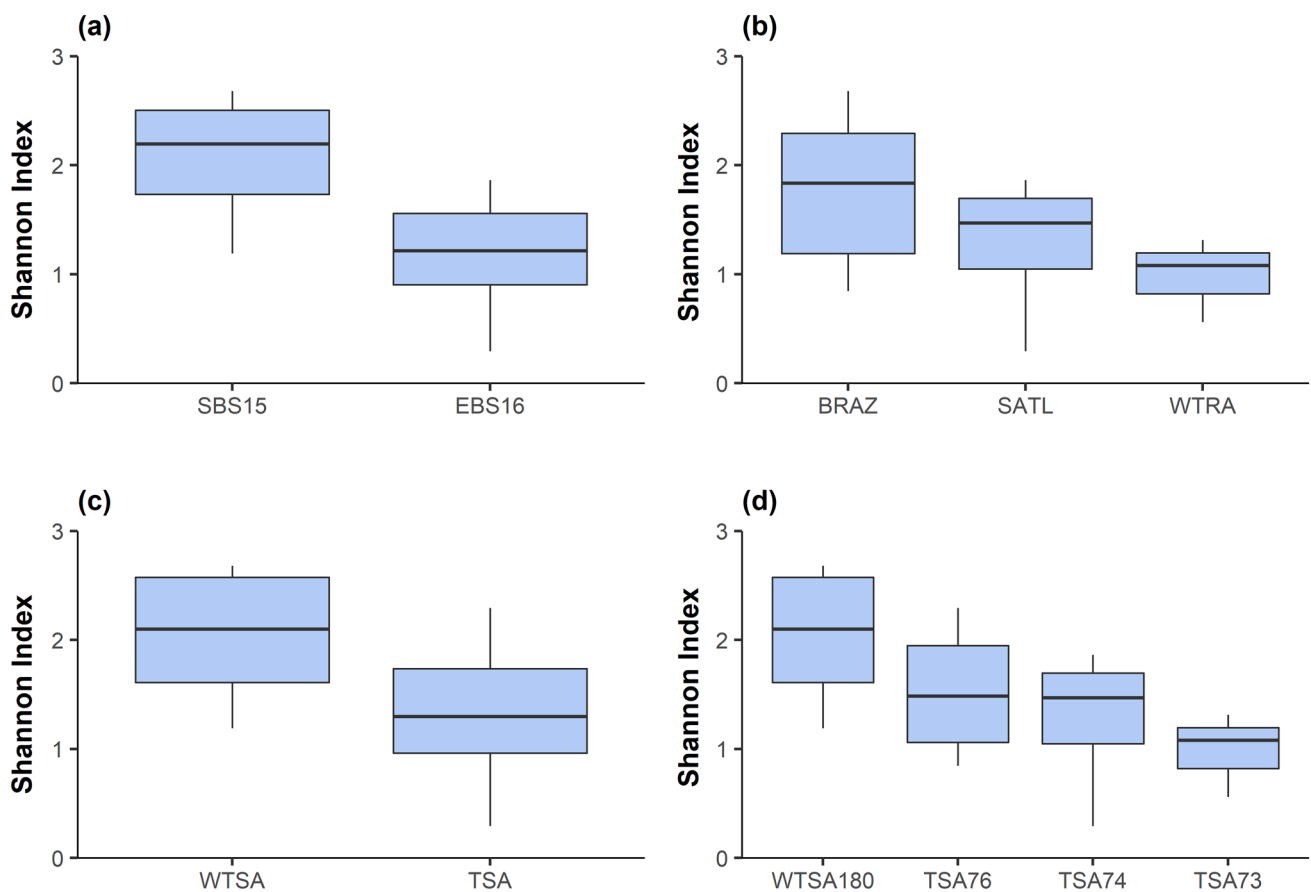 (a)
Shannon Index
3
2
1
0
SBS15 EBS16
(b)
Shannon Index
3
2
1
0
BRAZ SATL WTRA
(c)
Shannon Index
3
2
1
0
WTSA TSA
(d)
Shannon Index
3
2
1
0
WTSA180 TSA76 TSA74 TSA73